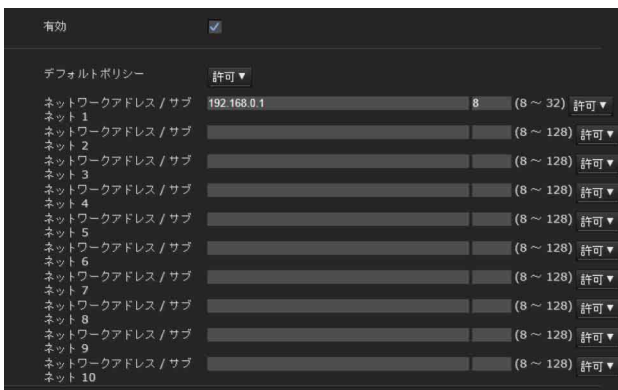 有効
デフォルトポリシー 許可▼
ネットワークアドレス / サブネット 1 192.168.0.1 8 (8 ~ 32) 許可▼
ネットワークアドレス / サブネット 2 (8 ~ 128) 許可▼
ネットワークアドレス / サブネット 3 (8 ~ 128) 許可▼
ネットワークアドレス / サブネット 4 (8 ~ 128) 許可▼
ネットワークアドレス / サブネット 5 (8 ~ 128) 許可▼
ネットワークアドレス / サブネット 6 (8 ~ 128) 許可▼
ネットワークアドレス / サブネット 7 (8 ~ 128) 許可▼
ネットワークアドレス / サブネット 8 (8 ~ 128) 許可▼
ネットワークアドレス / サブネット 9 (8 ~ 128) 許可▼
ネットワークアドレス / サブネット 10 (8 ~ 128) 許可▼